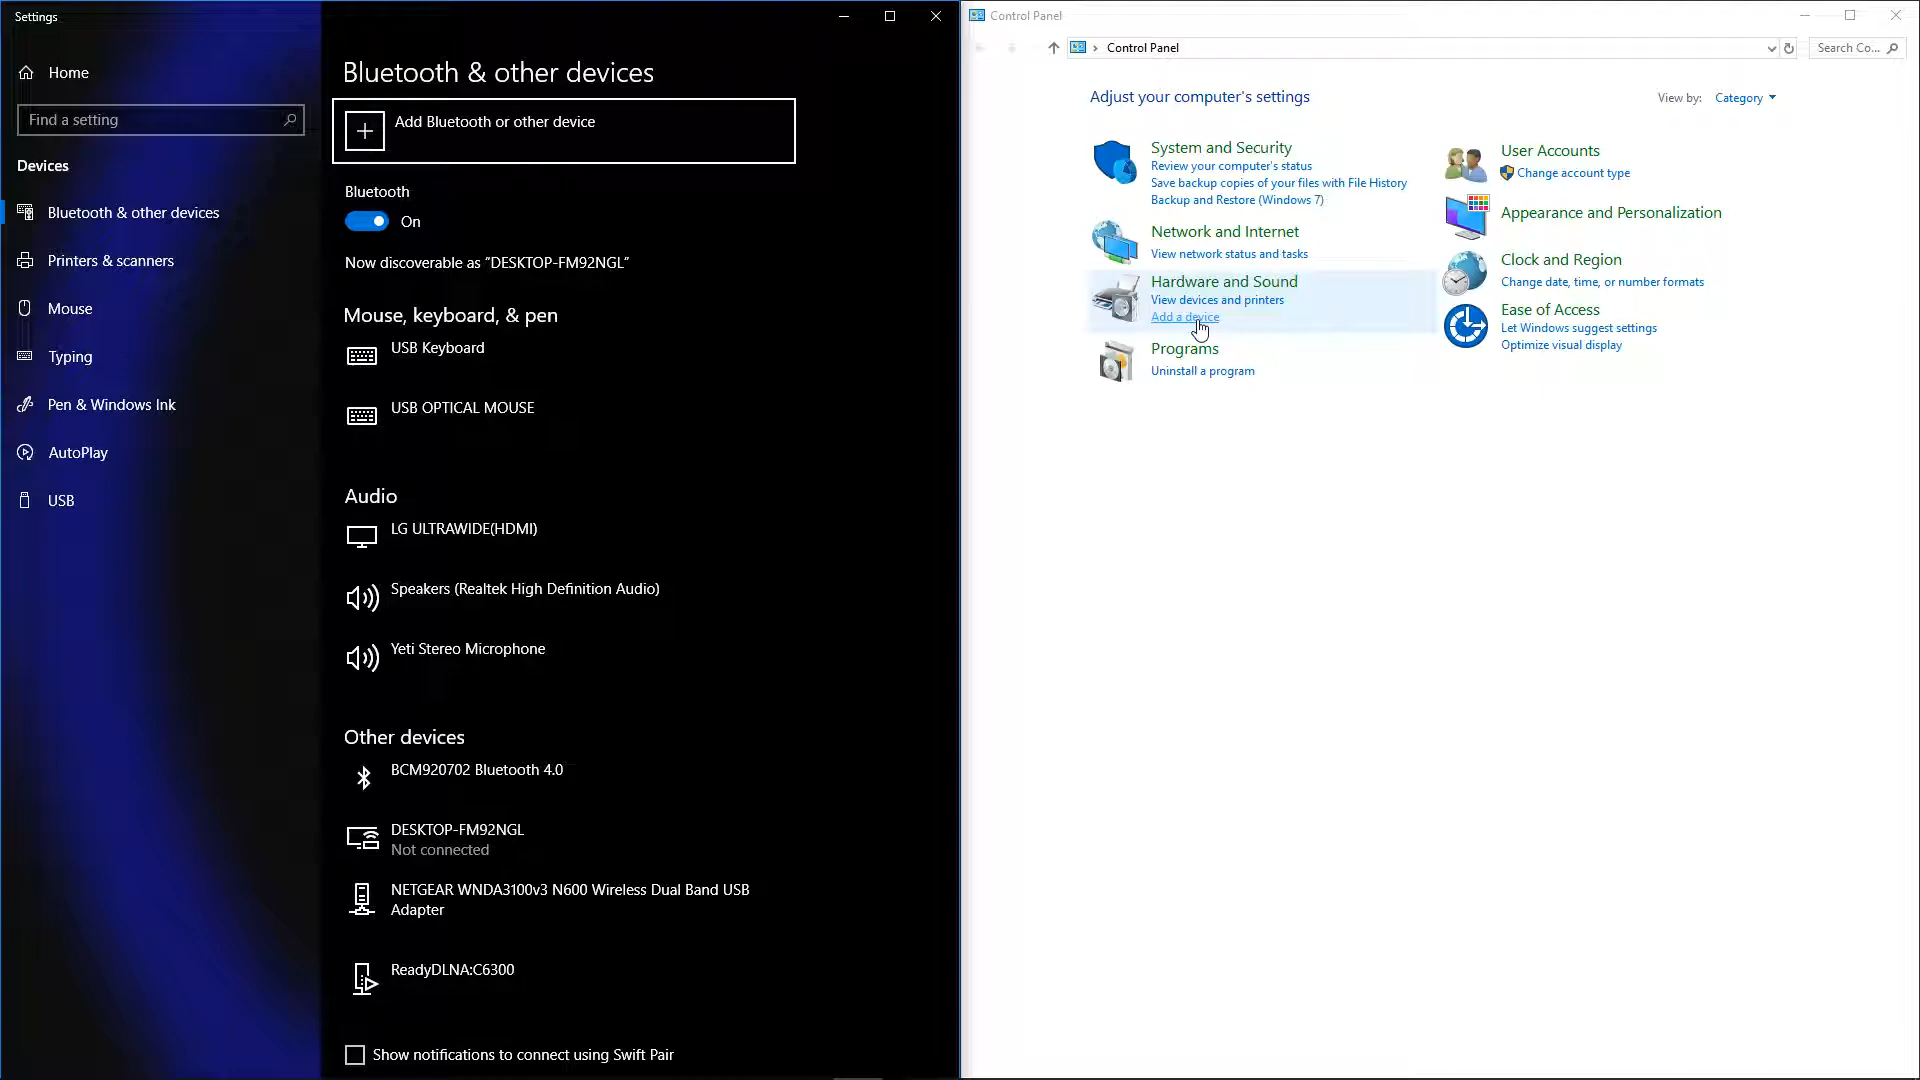 Settings
Home
Find a setting
Devices
Bluetooth & other devices
Printers & scanners
Mouse
Typing
Pen & Windows Ink
AutoPlay
USB
Bluetooth & other devices
Add Bluetooth or other device
Bluetooth
On
Now discoverable as "DESKTOP-FM92NGL"
Mouse, keyboard, & pen
USB Keyboard
USB OPTICAL MOUSE
Audio
LG ULTRAWIDE(HDMI)
Speakers (Realtek High Definition Audio)
Yeti Stereo Microphone
Other devices
BCM920702 Bluetooth 4.0
DESKTOP-FM92NGL
Not connected
NETGEAR WNDA3100v3 N600 Wireless Dual Band USB
Adapter
ReadyDLNA:C6300
Show notifications to connect using Swift Pair
Control Panel
Control Panel
Search Co...
Adjust your computer's settings
View by: Category
System and Security
Review your computer's status
Save backup copies of your files with File History
Backup and Restore (Windows 7)
Network and Internet
View network status and tasks
Hardware and Sound
View devices and printers
Add a device
Programs
Uninstall a program
User Accounts
Change account type
Appearance and Personalization
Clock and Region
Change date, time, or number formats
Ease of Access
Let Windows suggest settings
Optimize visual display